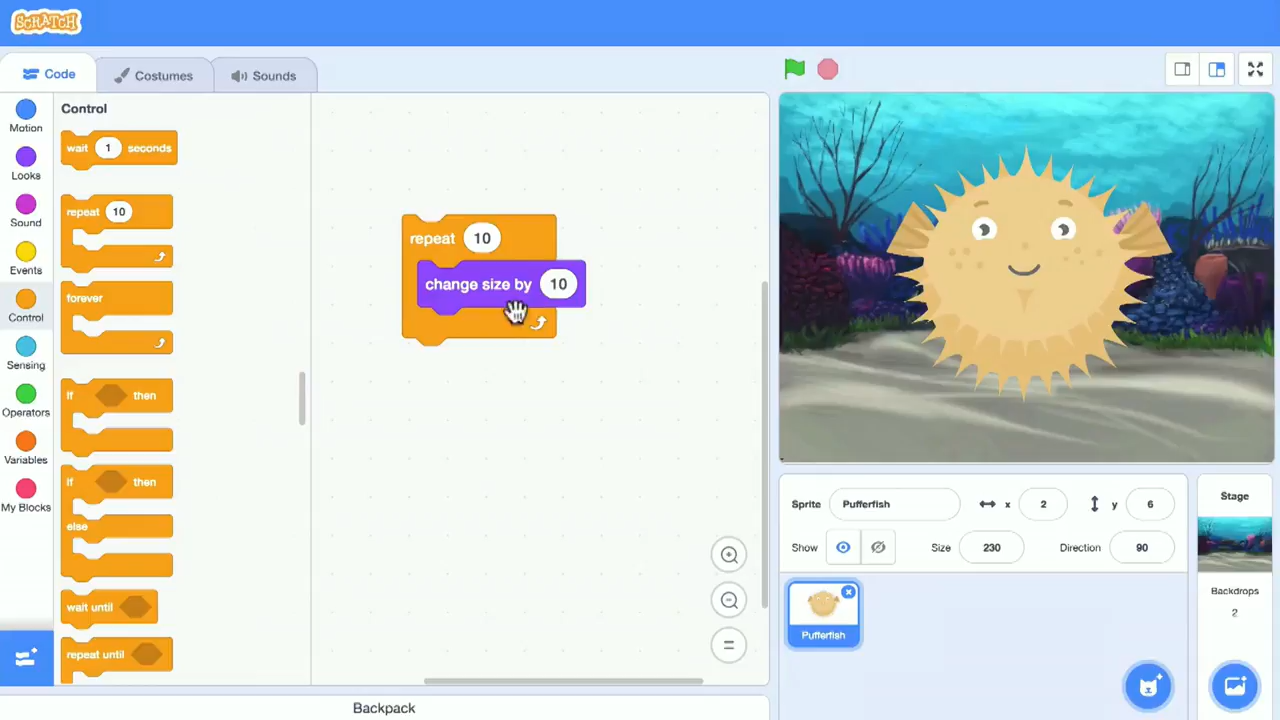 SCRATCH
Code
Costumes
Sounds
Motion
Looks
Sound
Events
Control
Sensing
Operators
Variables
My Blocks
Control
wait 1 seconds
repeat 10
forever
if then
if then
else
wait until
repeat until
repeat 10
change size by 10
Backpack
Sprite Pufferfish x 2 y 6
Show Size 230 Direction 90
Pufferfish
Stage
Backdrops
2